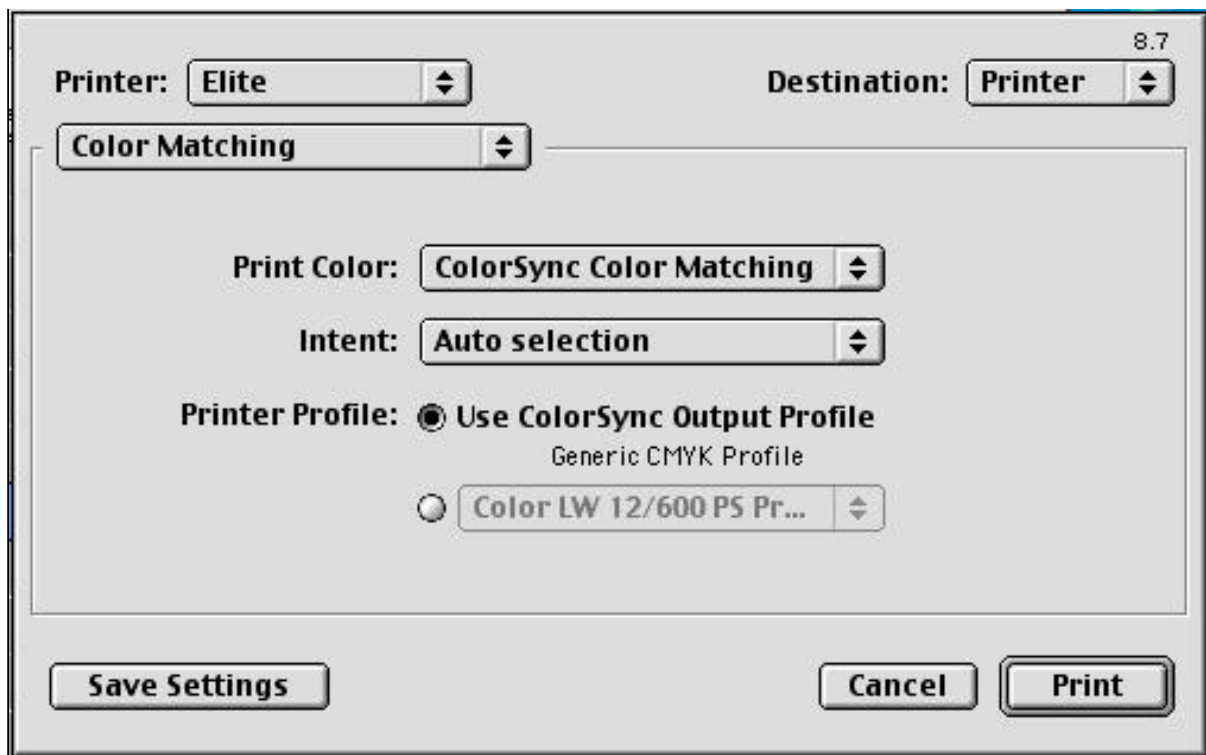 8.7
Printer: Elite Destination: Printer
Color Matching
Print Color: ColorSync Color Matching
Intent: Auto selection
Printer Profile: Use ColorSync Output Profile
Generic CMYK Profile
Color LW 12/600 PS Pr...
Save Settings Cancel Print